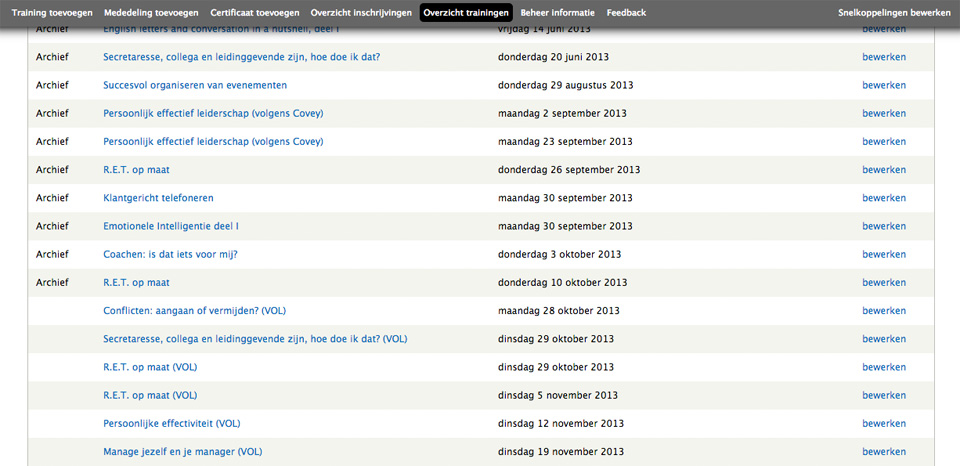 Training toevoegen Mededeling toevoegen Certificaat toevoegen Overzicht inschrijvingen Overzicht trainingen Beheer informatie Feedback Snelkoppelingen bewerken
Archief English letters and conversation in a nutshell, deel I vrijdag 14 juni 2013 bewerken
Archief Secretaresse, collega en leidinggevende zijn, hoe doe ik dat? donderdag 20 juni 2013 bewerken
Archief Succesvol organiseren van evenementen donderdag 29 augustus 2013 bewerken
Archief Persoonlijk effectief leiderschap (volgens Covey) maandag 2 september 2013 bewerken
Archief Persoonlijk effectief leiderschap (volgens Covey) maandag 23 september 2013 bewerken
Archief R.E.T. op maat donderdag 26 september 2013 bewerken
Archief Klantgericht telefoneren maandag 30 september 2013 bewerken
Archief Emotionele Intelligentie deel I maandag 30 september 2013 bewerken
Archief Coachen: is dat iets voor mij? donderdag 3 oktober 2013 bewerken
Archief R.E.T. op maat donderdag 10 oktober 2013 bewerken
Conflicten: aangaan of vermijden? (VOL) maandag 28 oktober 2013 bewerken
Secretaresse, collega en leidinggevende zijn, hoe doe ik dat? (VOL) dinsdag 29 oktober 2013 bewerken
R.E.T. op maat (VOL) dinsdag 29 oktober 2013 bewerken
R.E.T. op maat (VOL) dinsdag 5 november 2013 bewerken
Persoonlijke effectiviteit (VOL) dinsdag 12 november 2013 bewerken
Manage jezelf en je manager (VOL) dinsdag 19 november 2013 bewerken